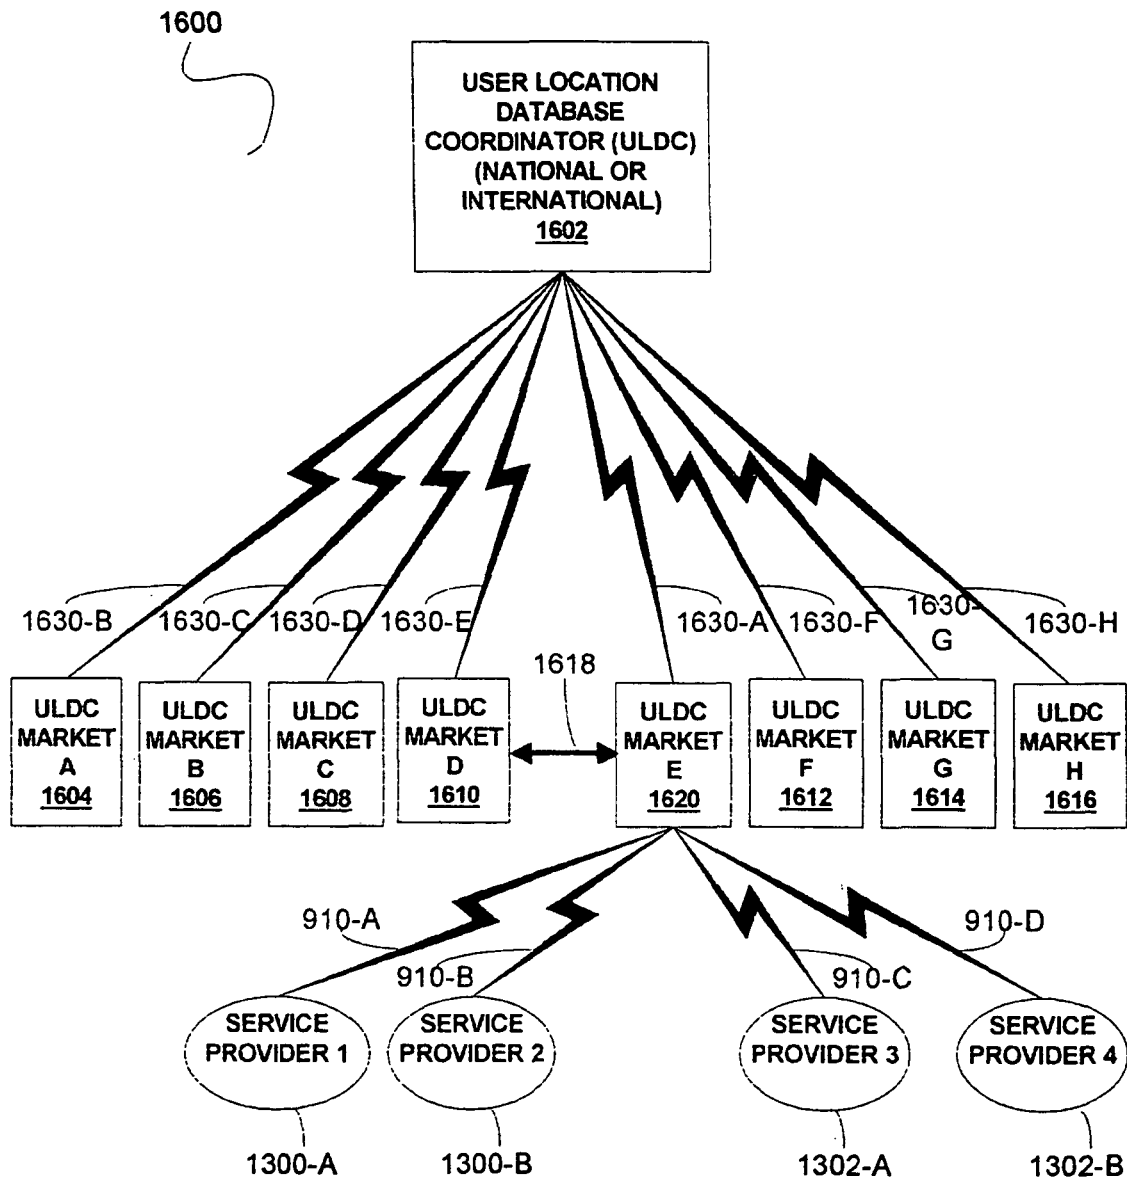 1600
USER LOCATION
DATABASE
COORDINATOR (ULDC)
(NATIONAL OR
INTERNATIONAL)
1602
1630-B
1630-C
1630-D
1630-E
1630-A
1630-F
1630-
G
1630-H
1618
ULDC
MARKET
A
1604
ULDC
MARKET
B
1606
ULDC
MARKET
C
1608
ULDC
MARKET
D
1610
ULDC
MARKET
E
1620
ULDC
MARKET
F
1612
ULDC
MARKET
G
1614
ULDC
MARKET
H
1616
910-A
910-B
910-C
910-D
SERVICE
PROVIDER 1
SERVICE
PROVIDER 2
SERVICE
PROVIDER 3
SERVICE
PROVIDER 4
1300-A
1300-B
1302-A
1302-B